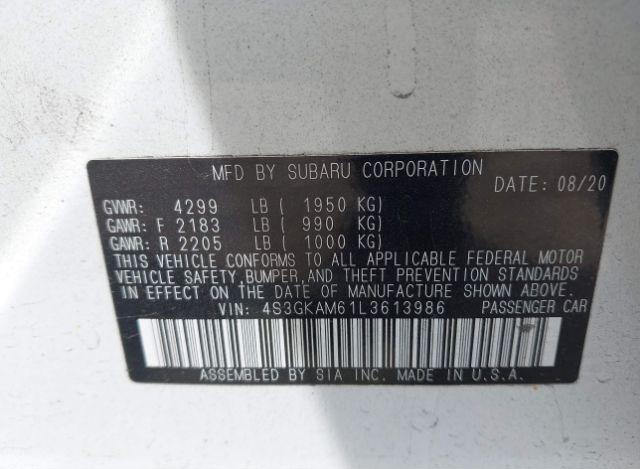 MFD BY SUBARU CORPORATION
DATE: 08/20
GVWR: 4299 LB ( 1950 KG)
GAWR: F 2183 LB ( 990 KG)
GAWR: R 2205 LB ( 1000 KG)
THIS VEHICLE CONFORMS TO ALL APPLICABLE FEDERAL MOTOR
VEHICLE SAFETY,BUMPER,AND THEFT PREVENTION STANDARDS
IN EFFECT ON THE DATE OF MANUFACTURE SHOWN ABOVE.
VIN: 4S3GKAM61L3613986 PASSENGER CAR
ASSEMBLED BY SIA INC. MADE IN U.S.A.